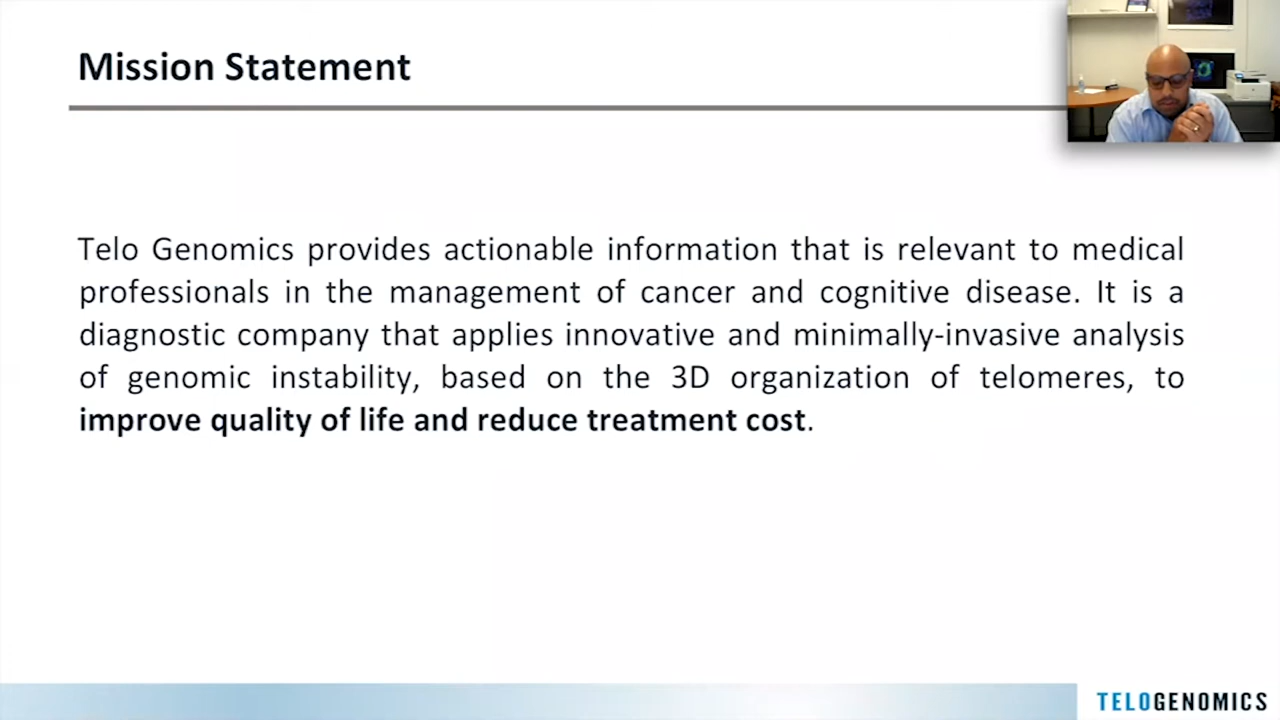 Mission Statement
Telo Genomics provides actionable information that is relevant to medical
professionals in the management of cancer and cognitive disease. It is a
diagnostic company that applies innovative and minimally-invasive analysis
of genomic instability, based on the 3D organization of telomeres, to
improve quality of life and reduce treatment cost.
TELOGENOMICS